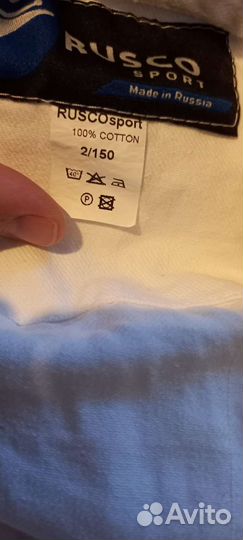 RUSCO
SPORT
Made in Russia
RUSCOsport
100% COTTON
2/150
40°
P
Avito